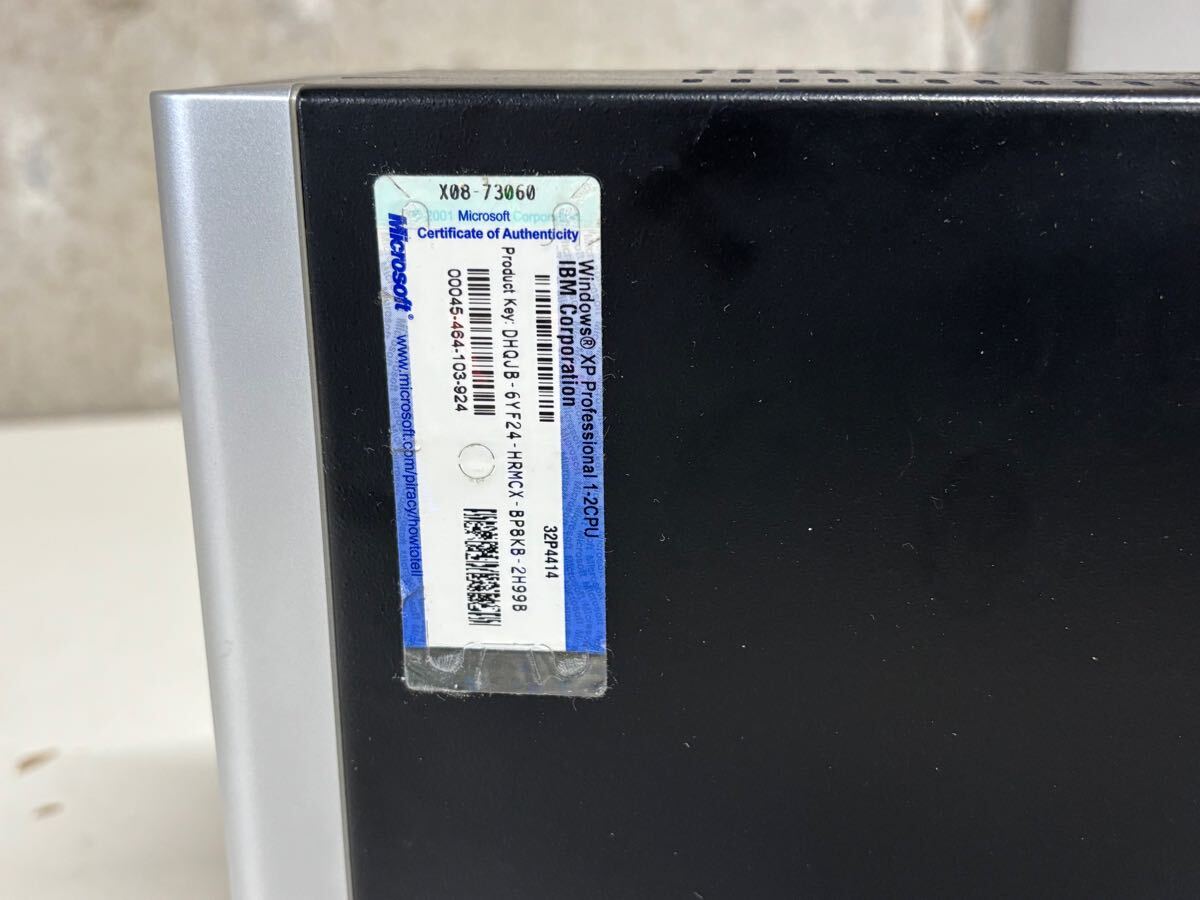 X08-73060
© 2001 Microsoft Corporation
Certificate of Authenticity
Windows® XP Professional 1-2CPU
IBM Corporation
32P4414
Product Key: DHQJB-6YF24-HRMCX-BP8KB-2H99B
00045-464-103-924
Microsoft®
www.microsoft.com/piracy/howtotell